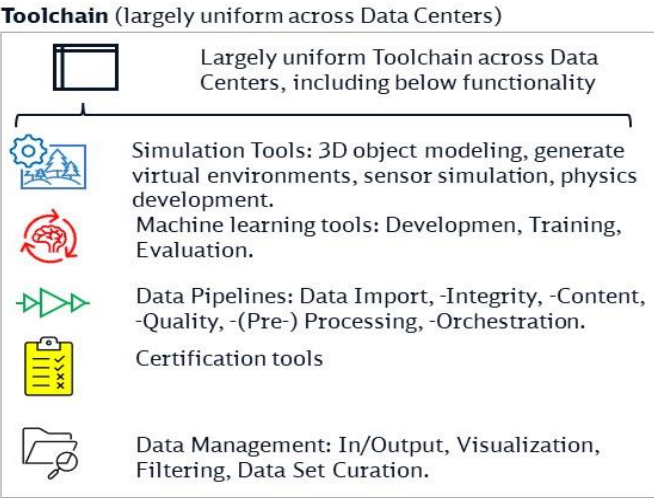 Toolchain (largely uniform across Data Centers)
Largely uniform Toolchain across Data
Centers, including below functionality
Simulation Tools: 3D object modeling, generate
virtual environments, sensor simulation, physics
development.
Machine learning tools: Developmen, Training,
Evaluation.
Data Pipelines: Data Import, -Integrity, -Content,
-Quality, -(Pre-) Processing, -Orchestration.
Certification tools
Data Management: In/Output, Visualization,
Filtering, Data Set Curation.